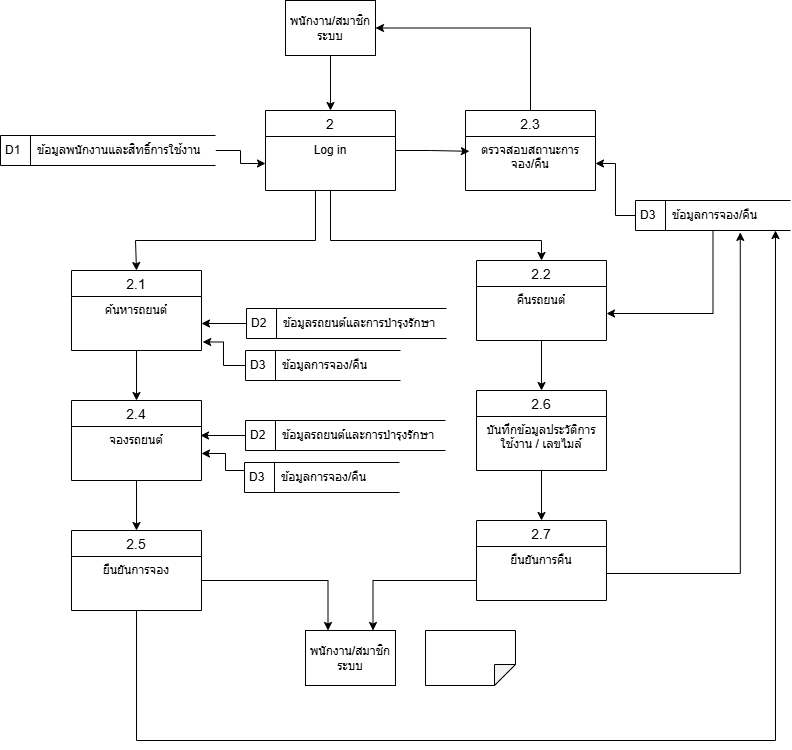 พนักงาน/สมาชิก
ระบบ
2
Log in
2.3
ตรวจสอบสถานะการ
จอง/คืน
D1
ข้อมูลพนักงานและสิทธิ์การใช้งาน
D3
ข้อมูลการจอง/คืน
2.1
ค้นหารถยนต์
2.2
คืนรถยนต์
D2
ข้อมูลรถยนต์และการบำรุงรักษา
D3
ข้อมูลการจอง/คืน
2.4
จองรถยนต์
2.6
บันทึกข้อมูลประวัติการ
ใช้งาน / เลขไมล์
D2
ข้อมูลรถยนต์และการบำรุงรักษา
D3
ข้อมูลการจอง/คืน
2.5
ยืนยันการจอง
2.7
ยืนยันการคืน
พนักงาน/สมาชิก
ระบบ